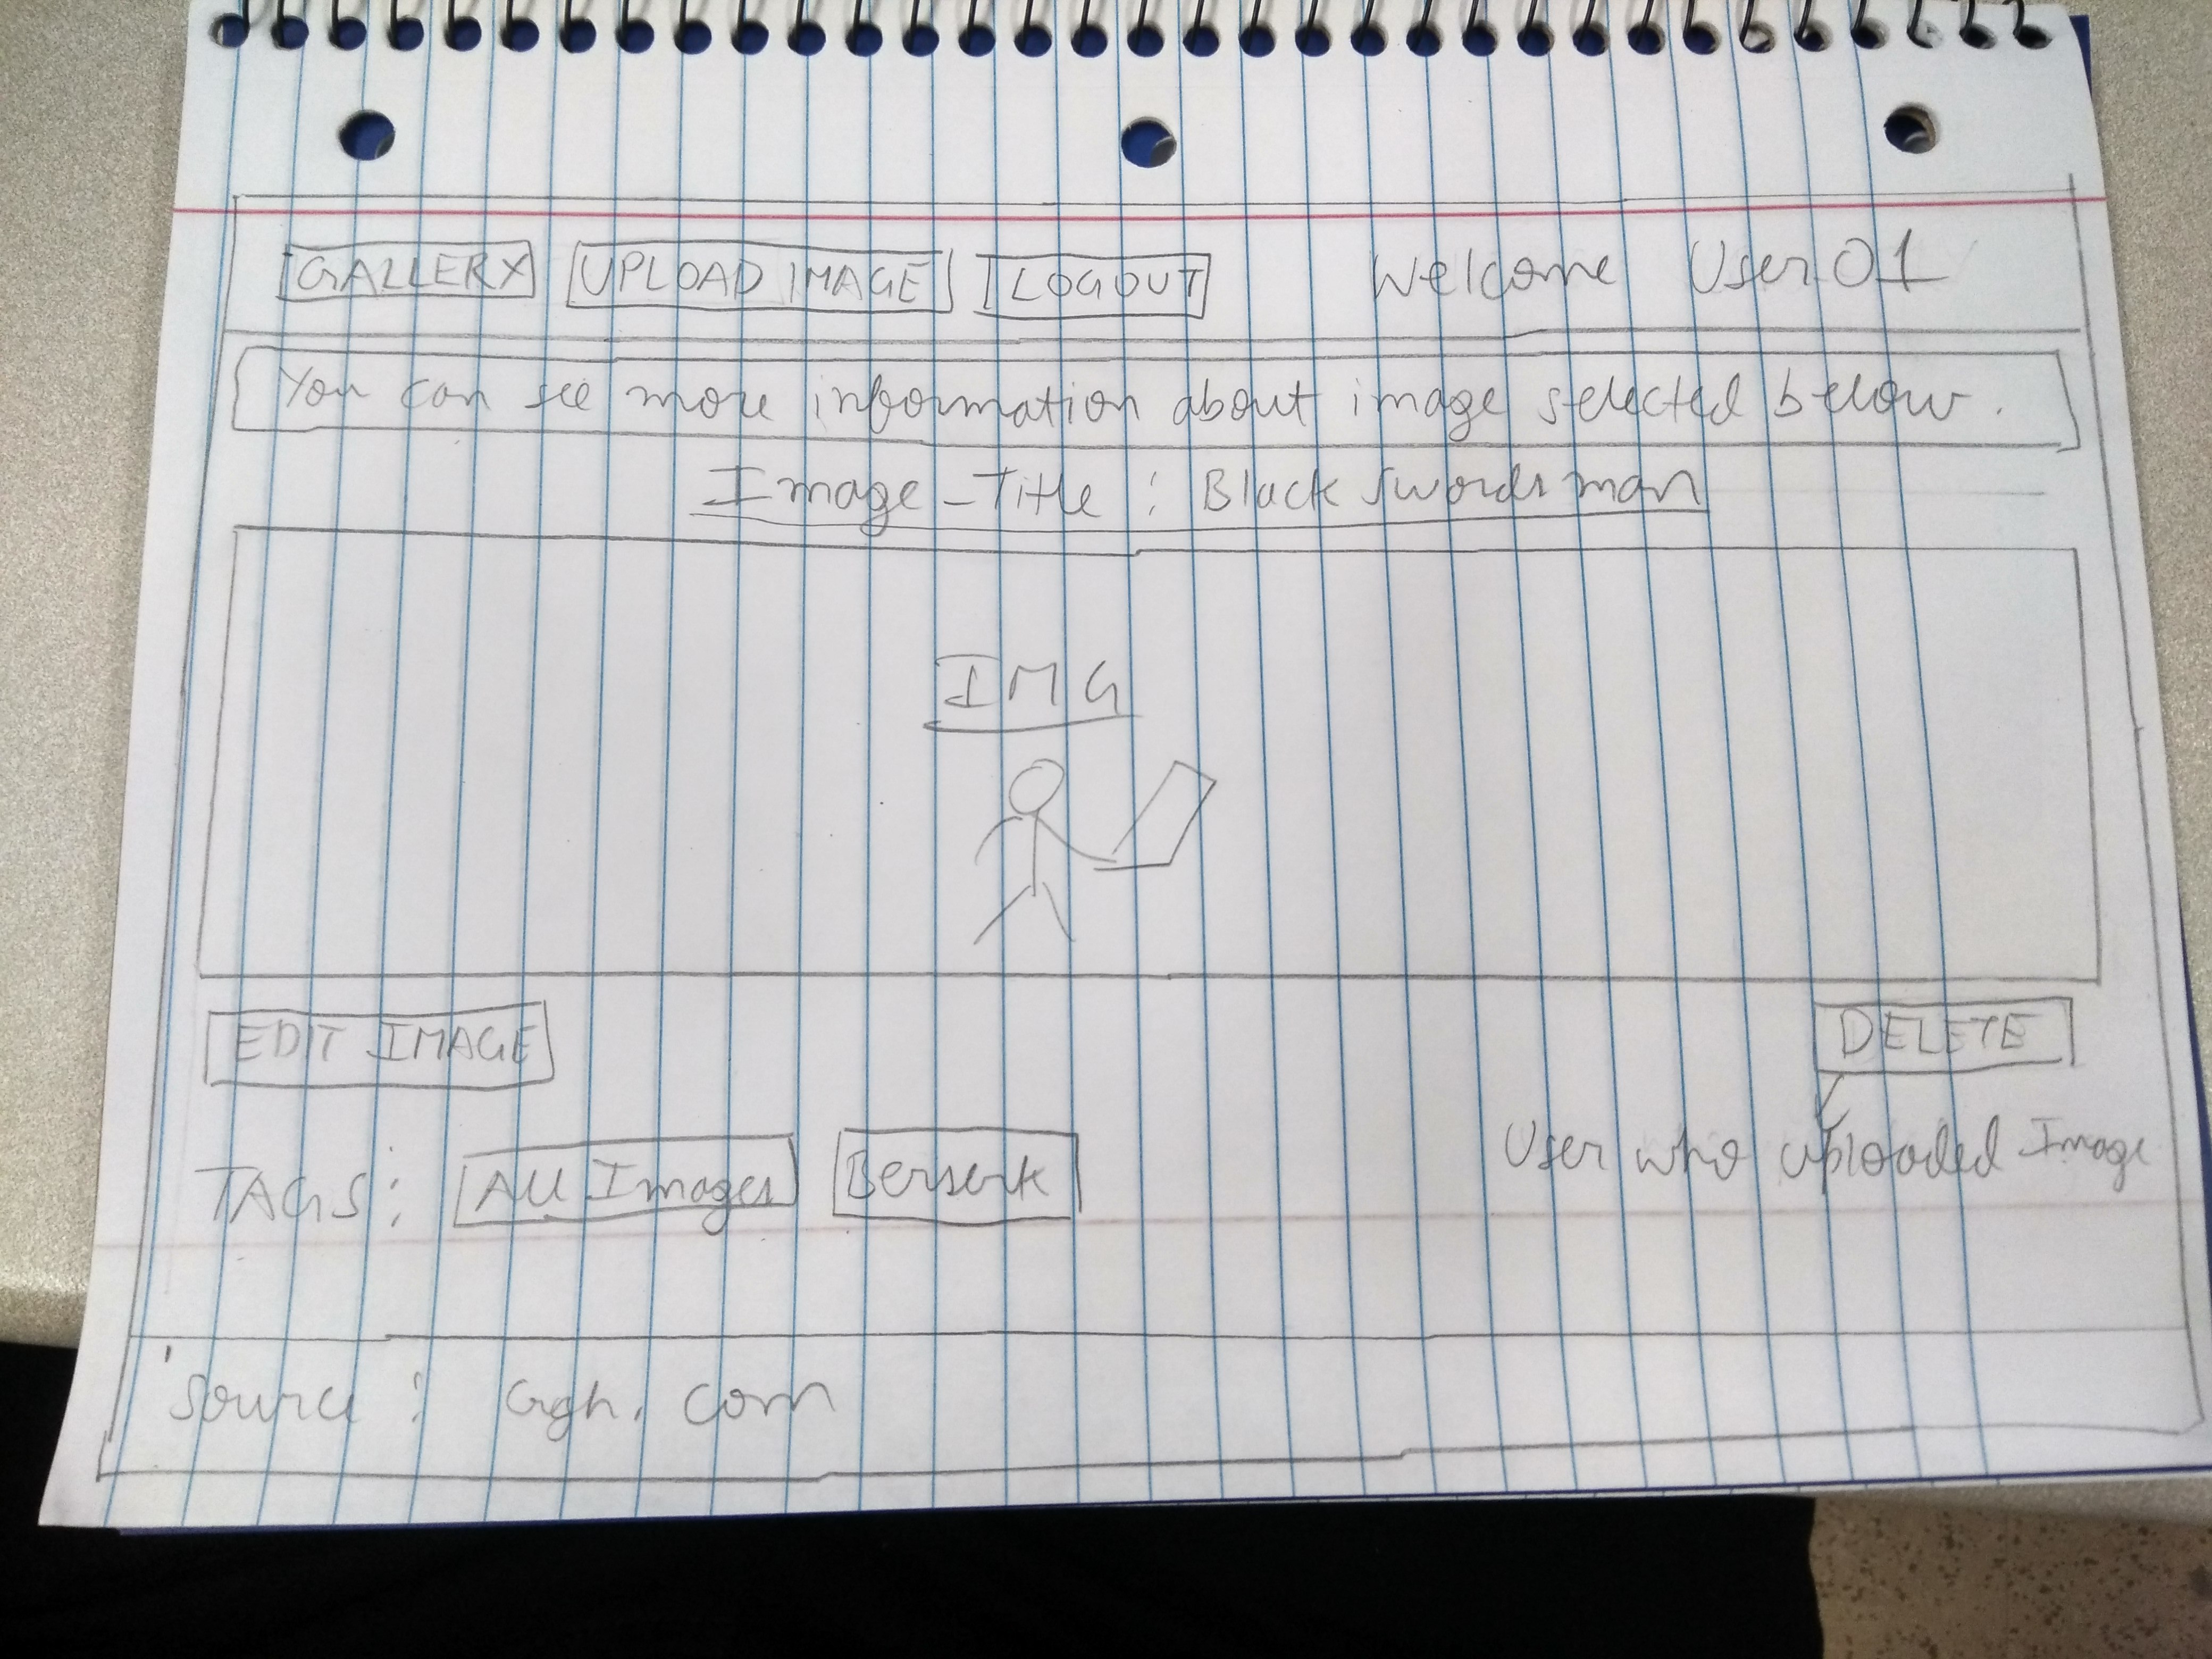 GALLERY UPLOAD IMAGE LOGOUT Welcome User01
You can see more information about image selected below.
Image-Title : Black Swordsman
IMG
EDIT IMAGE DELETE
TAGS : All Images Berserk User who uploaded Image
Source : .com